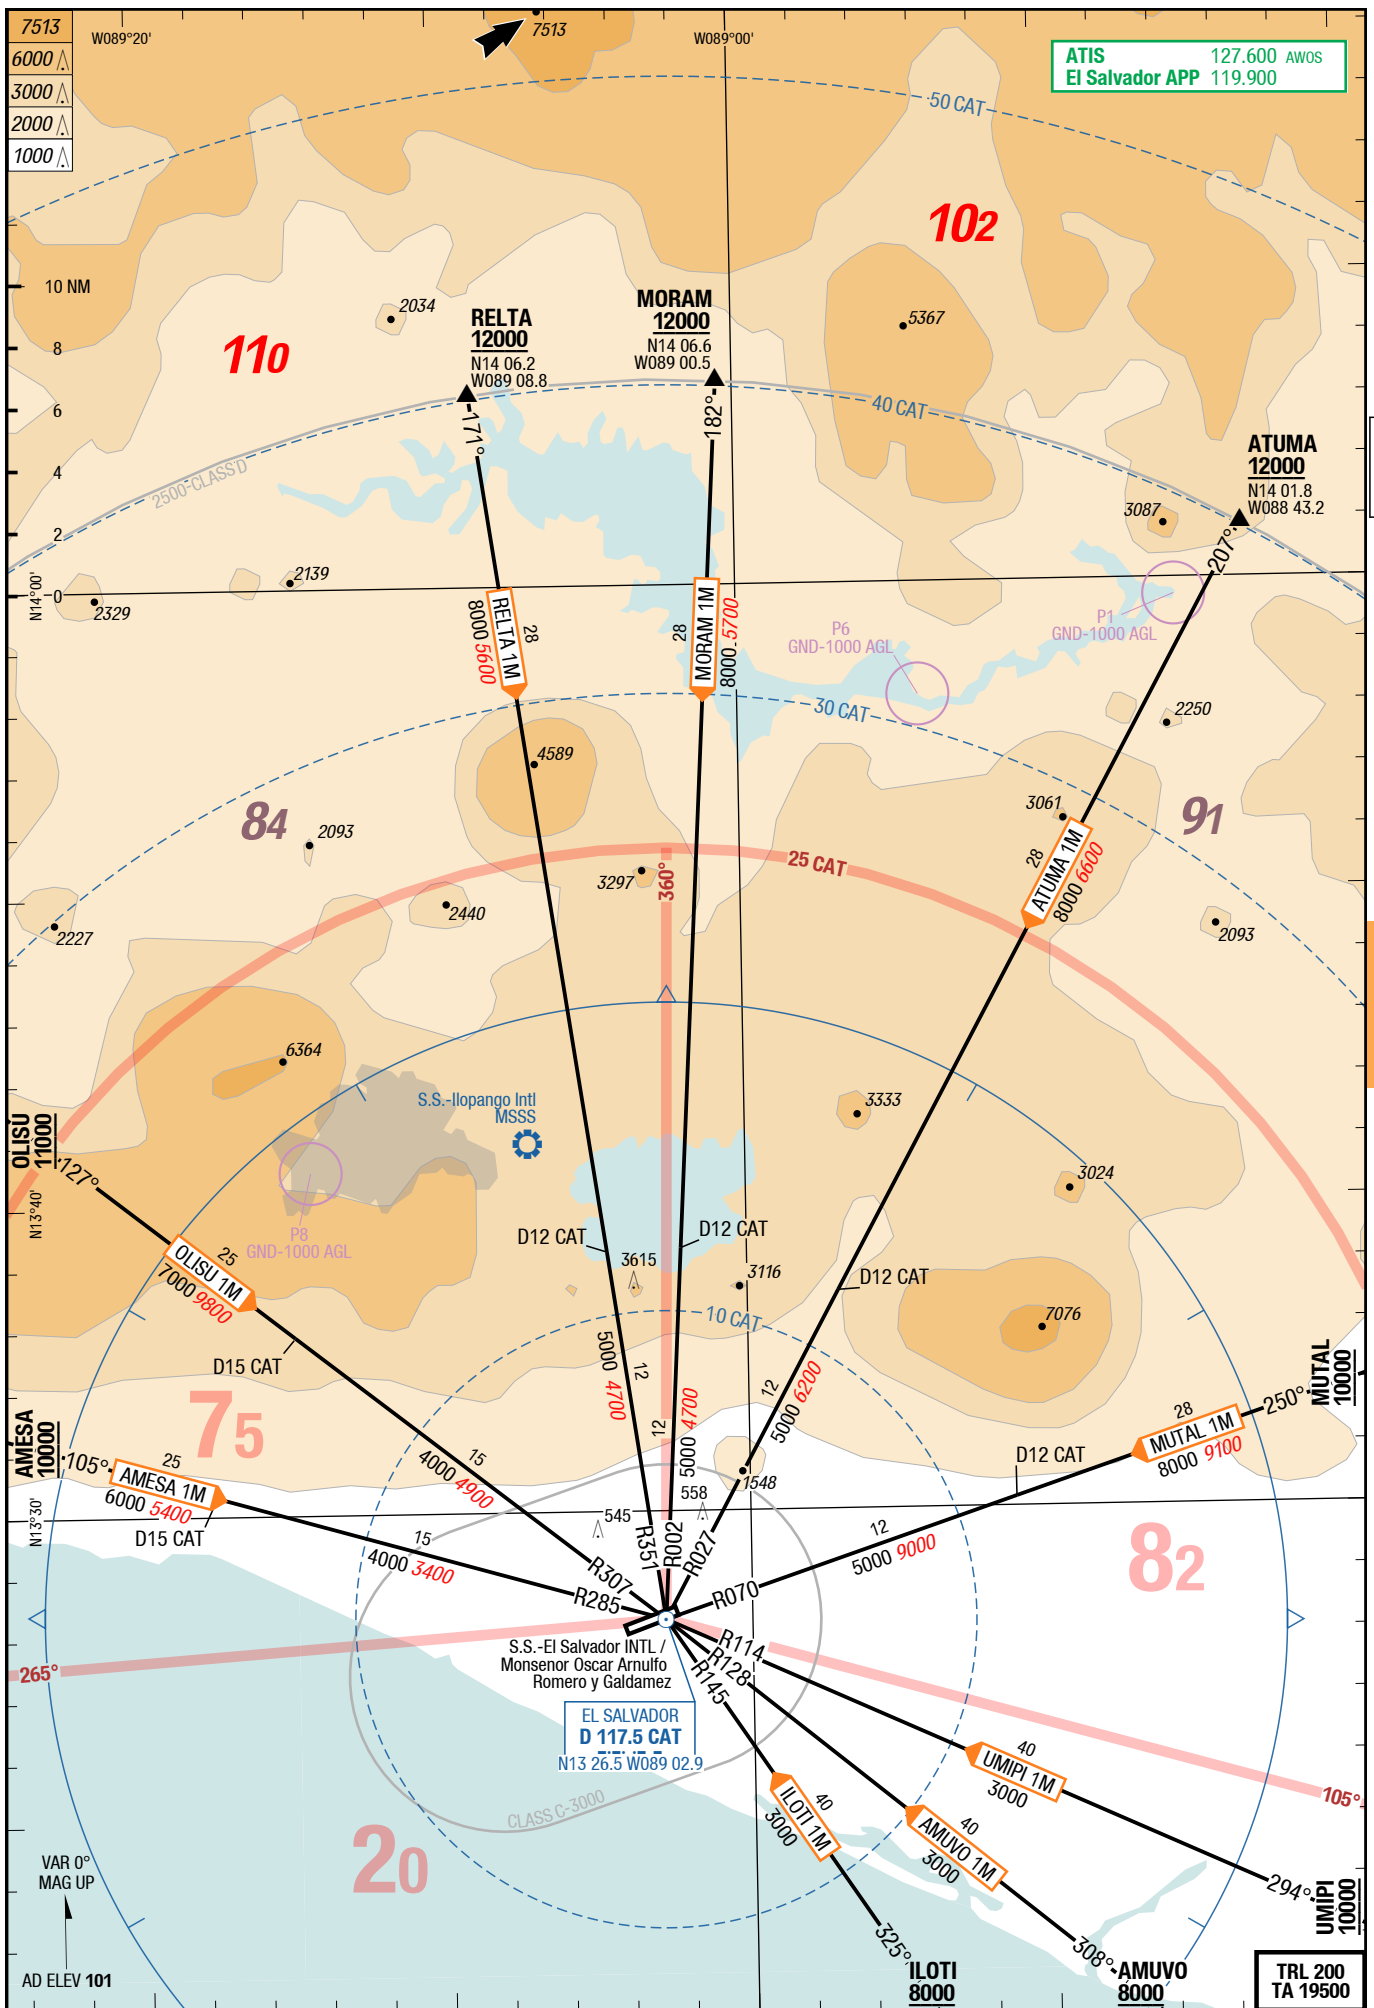 7513
6000
3000
2000
1000
W089°20'
7513
W089°00'
ATIS 127.600 AWOS
El Salvador APP 119.900
50 CAT
102
10 NM
8
6
4
2
0
N14°00'
2034
110
RELTA
12000
N14 06.2
W089 08.8
MORAM
12000
N14 06.6
W089 00.5
5367
40 CAT
171°
182°
2500-CLASS D
ATUMA
12000
N14 01.8
W088 43.2
3087
207°
2139
2329
RELTA 1M
28
8000 5600
MORAM 1M
28
8000 5700
P6
GND-1000 AGL
P1
GND-1000 AGL
30 CAT
2250
4589
84
2093
3061
91
ATUMA 1M
28
8000 6600
25 CAT
3297
360°
2440
2227
2093
6364
S.S.-Ilopango Intl
MSSS
3333
OLISU
11000
127°
3024
N13°40'
P8
GND-1000 AGL
OLISU 1M
25
7000 9800
D12 CAT
D12 CAT
D12 CAT
3615
3116
7076
10 CAT
D15 CAT
75
5000 4700
12
12
5000 4700
12
5000 6200
MUTAL
10000
250°
MUTAL 1M
28
8000 9100
D12 CAT
AMESA
10000
105°
AMESA 1M
25
6000 5400
D15 CAT
15
4000 4900
1548
558
545
N13°30'
15
4000 3400
R351
R002
R027
R307
R285
R070
12
5000 9000
82
265°
S.S.-El Salvador INTL /
Monsenor Oscar Arnulfo
Romero y Galdamez
R114
R128
R145
EL SALVADOR
D 117.5 CAT
N13 26.5 W089 02.9
UMIPI 1M
40
3000
105°
CLASS C-3000
ILOTI 1M
40
3000
AMUVO 1M
40
3000
20
VAR 0°
MAG UP
AD ELEV 101
294°
UMIPI
10000
325°
ILOTI
8000
308°
AMUVO
8000
TRL 200
TA 19500